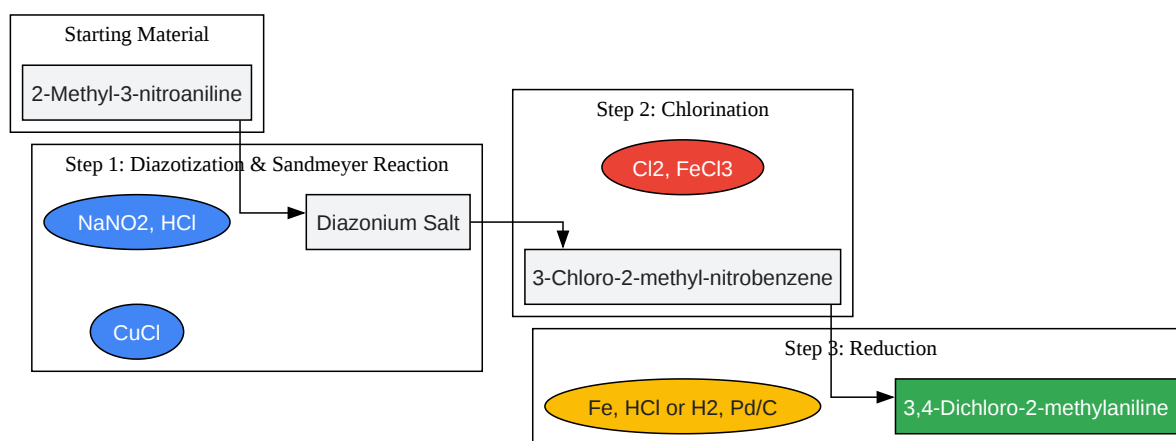 Starting Material
2-Methyl-3-nitroaniline
Step 1: Diazotization & Sandmeyer Reaction
NaNO2, HCl
Diazonium Salt
CuCl
Step 2: Chlorination
Cl2, FeCl3
3-Chloro-2-methyl-nitrobenzene
Step 3: Reduction
Fe, HCl or H2, Pd/C
3,4-Dichloro-2-methylaniline